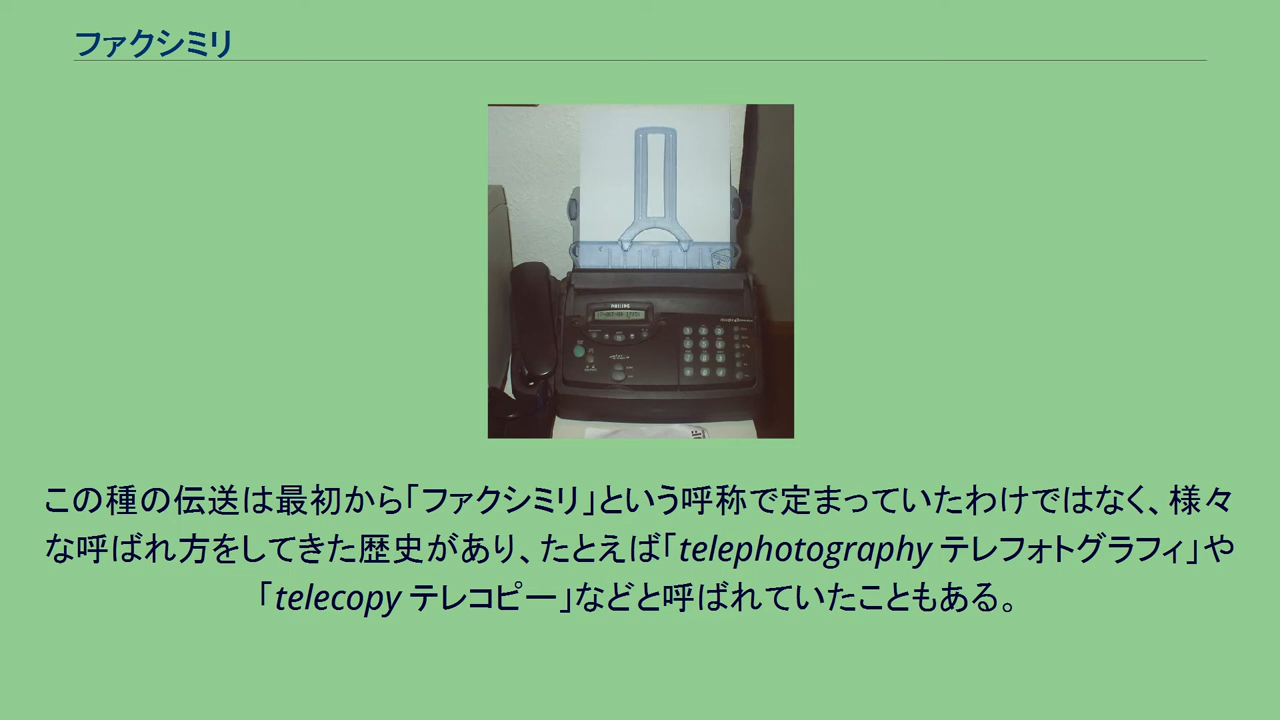 ファクシミリ
PHILIPS
この種の伝送は最初から「ファクシミリ」という呼称で定まっていたわけではなく、様々
な呼ばれ方をしてきた歴史があり、たとえば「telephotography テレフォトグラフィ」や
「telecopy テレコピー」などと呼ばれていたこともある。